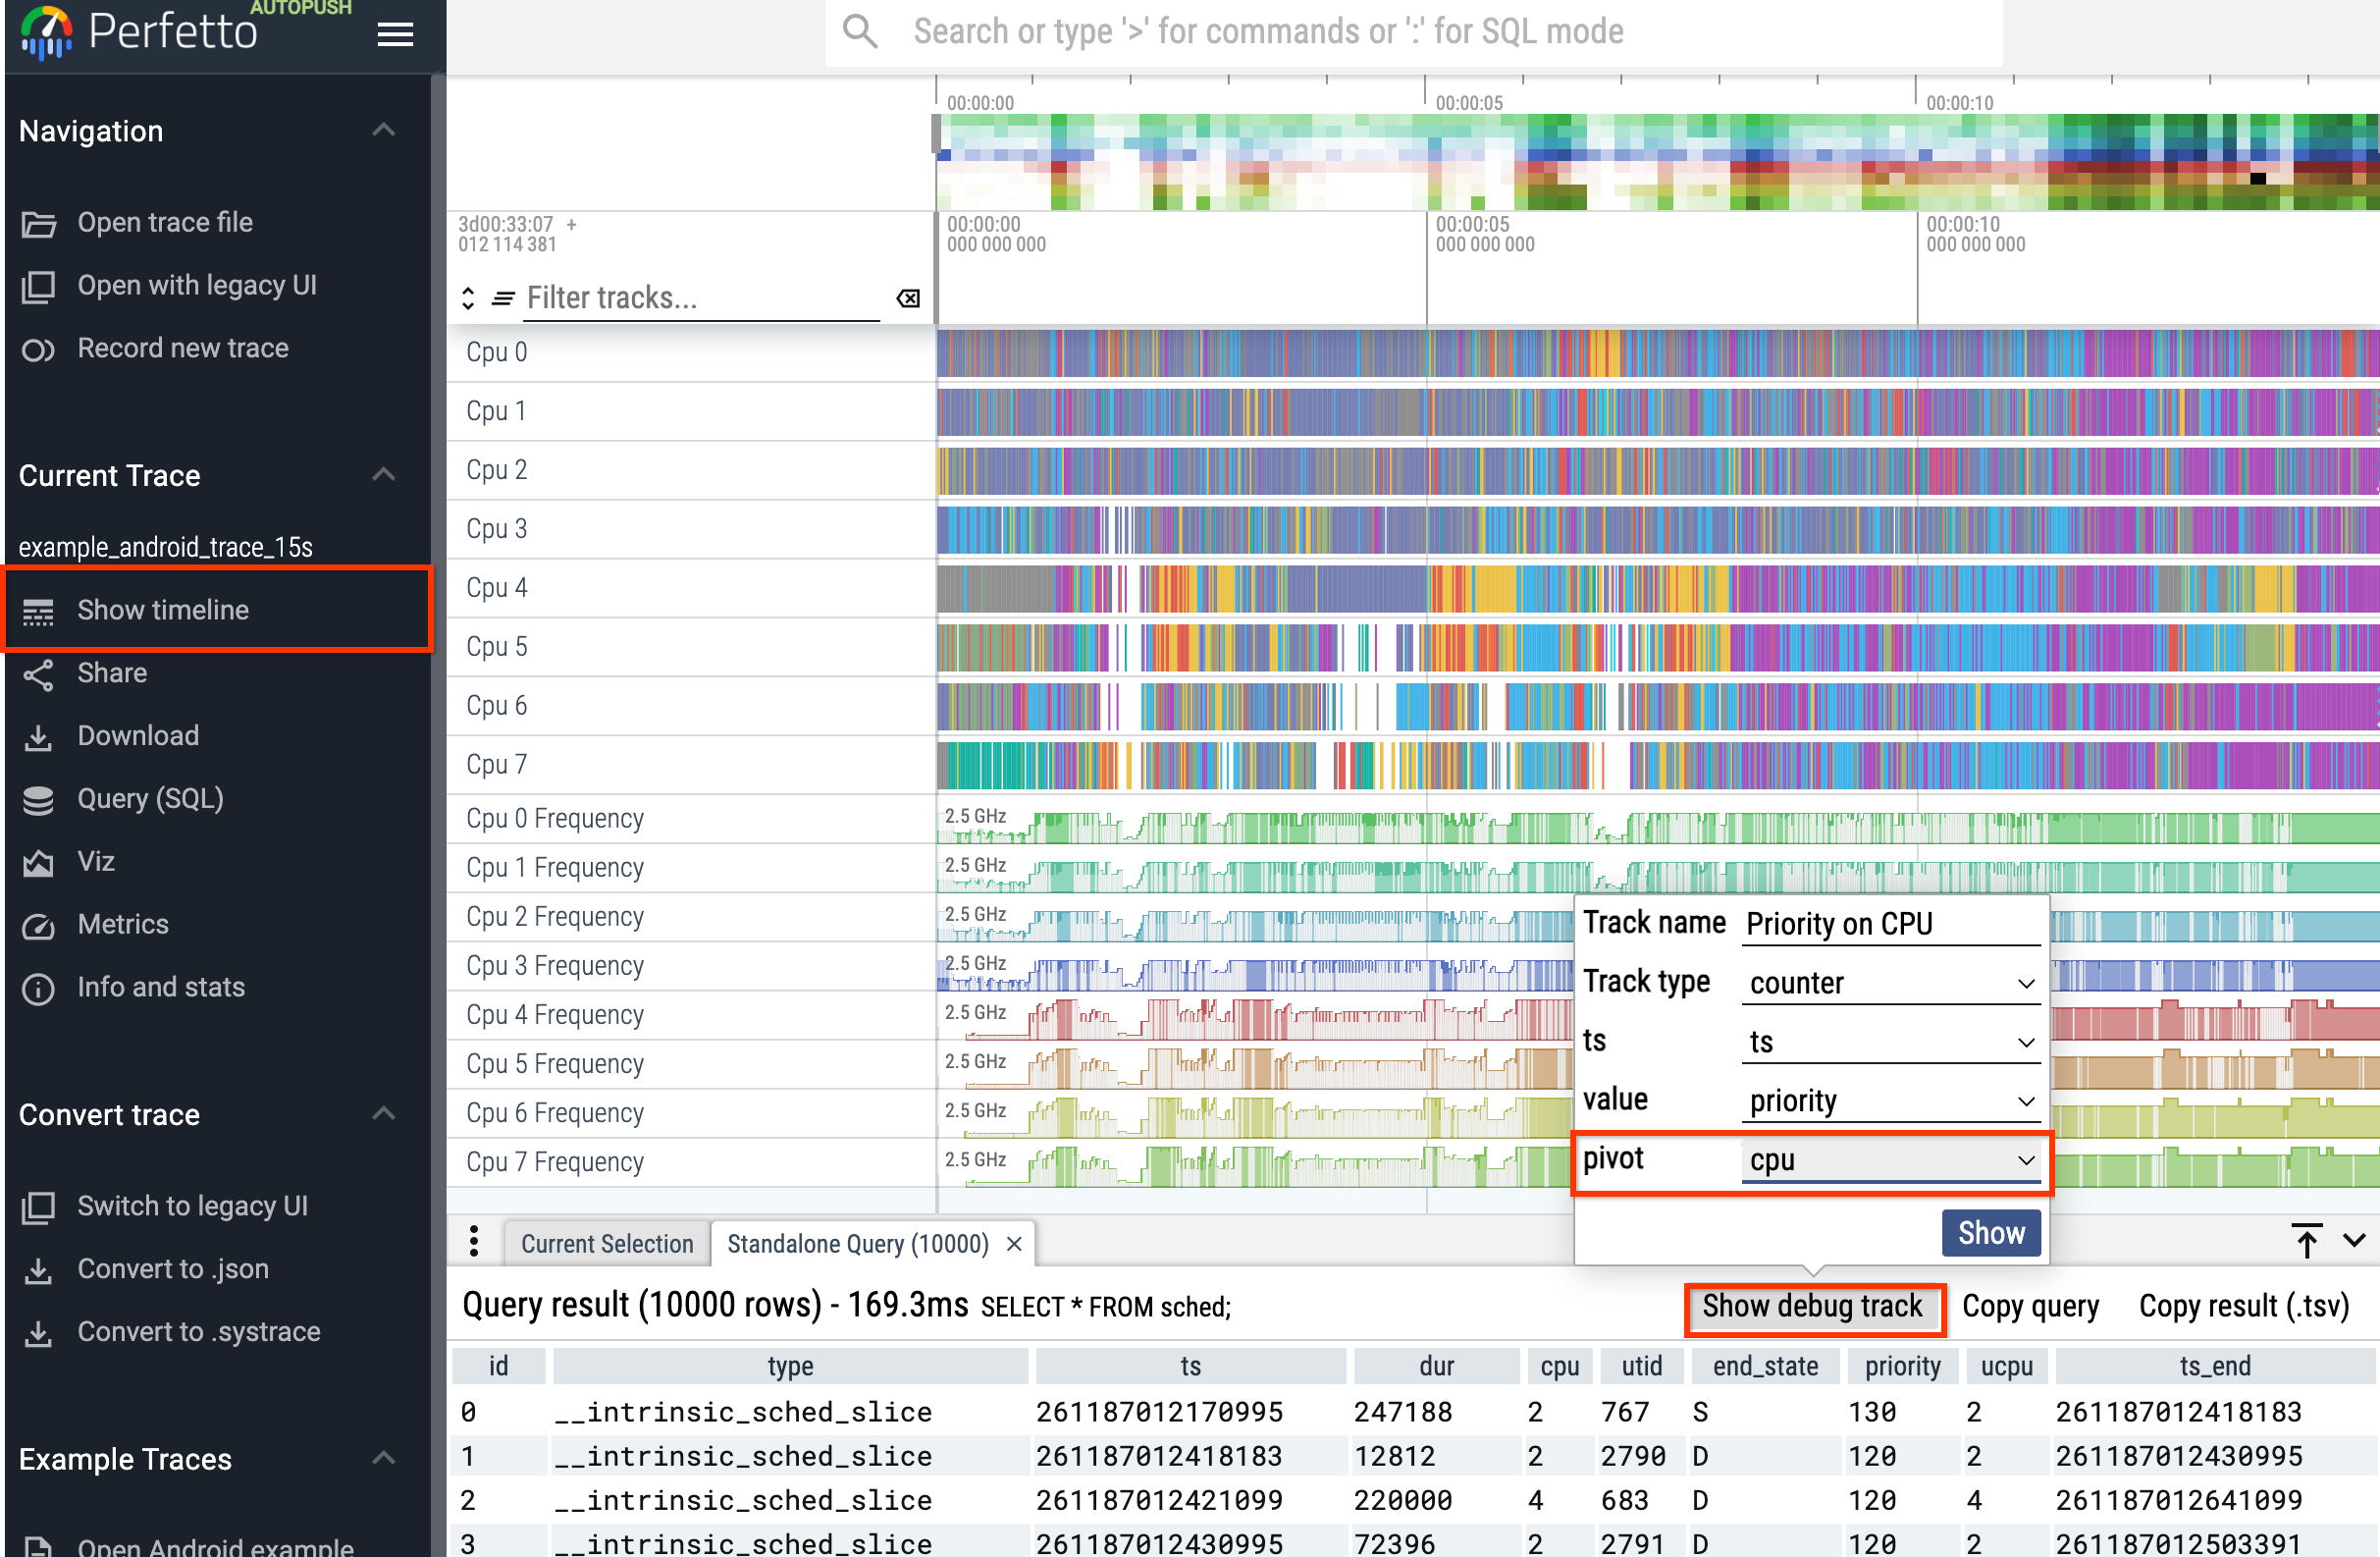 AUTOPUSH
Perfetto
Search or type '>' for commands or ':' for SQL mode
Navigation
Open trace file
Open with legacy UI
Record new trace
Current Trace
example_android_trace_15s
Show timeline
Share
Download
Query (SQL)
Viz
Metrics
Info and stats
Convert trace
Switch to legacy UI
Convert to .json
Convert to .systrace
Example Traces
Open Android example
00:00:00
00:00:05
00:00:10
3d00:33:07 +
012 114 381
00:00:00
000 000 000
00:00:05
000 000 000
00:00:10
000 000 000
Filter tracks...
Cpu 0
Cpu 1
Cpu 2
Cpu 3
Cpu 4
Cpu 5
Cpu 6
Cpu 7
Cpu 0 Frequency 2.5 GHz
Cpu 1 Frequency 2.5 GHz
Cpu 2 Frequency 2.5 GHz
Cpu 3 Frequency 2.5 GHz
Cpu 4 Frequency 2.5 GHz
Cpu 5 Frequency 2.5 GHz
Cpu 6 Frequency 2.5 GHz
Cpu 7 Frequency 2.5 GHz
Track name Priority on CPU
Track type counter
ts ts
value priority
pivot cpu
Show
Current Selection
Standalone Query (10000)
Query result (10000 rows) - 169.3ms SELECT * FROM sched;
Show debug track
Copy query
Copy result (.tsv)
id type ts dur cpu utid end_state priority ucpu ts_end
0 __intrinsic_sched_slice 261187012170995 247188 2 767 S 130 2 261187012418183
1 __intrinsic_sched_slice 261187012418183 12812 2 2790 D 120 2 261187012430995
2 __intrinsic_sched_slice 261187012421099 220000 4 683 D 120 4 261187012641099
3 __intrinsic_sched_slice 261187012430995 72396 2 2791 D 120 2 261187012503391